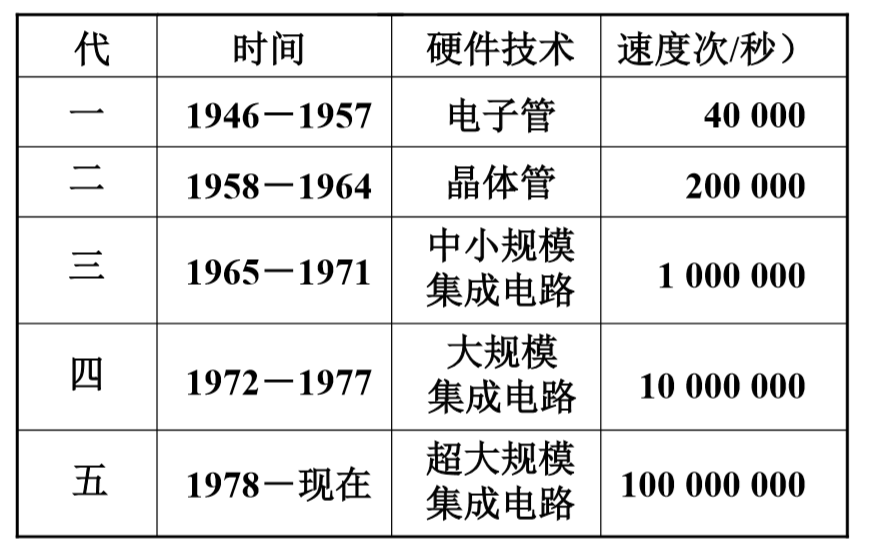 代 时间 硬件技术 速度次/秒）
一 1946－1957 电子管 40 000
二 1958－1964 晶体管 200 000
三 1965－1971 中小规模
集成电路 1 000 000
四 1972－1977 大规模
集成电路 10 000 000
五 1978－现在 超大规模
集成电路 100 000 000